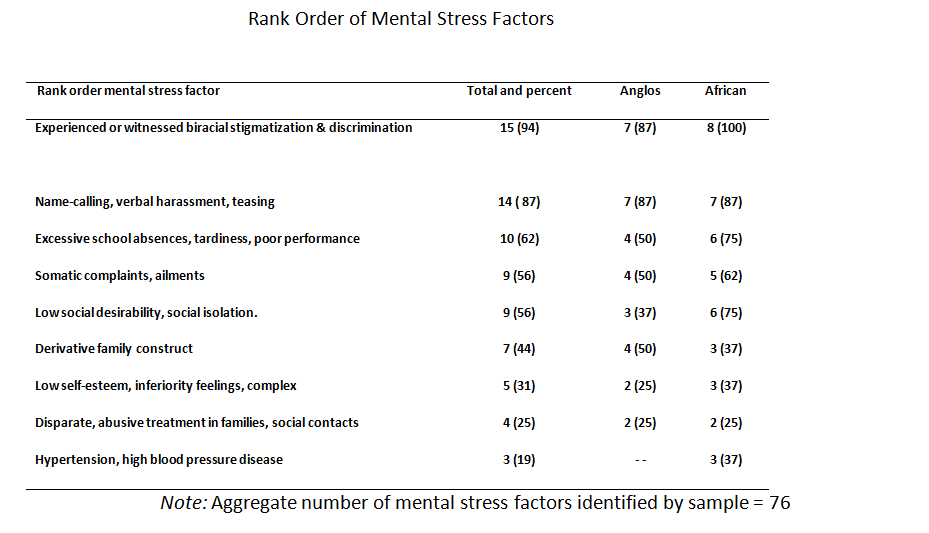 Rank Order of Mental Stress Factors
Rank order mental stress factor Total and percent Anglos African
Experienced or witnessed biracial stigmatization & discrimination 15 (94) 7 (87) 8 (100)
Name-calling, verbal harassment, teasing 14 ( 87) 7 (87) 7 (87)
Excessive school absences, tardiness, poor performance 10 (62) 4 (50) 6 (75)
Somatic complaints, ailments 9 (56) 4 (50) 5 (62)
Low social desirability, social isolation. 9 (56) 3 (37) 6 (75)
Derivative family construct 7 (44) 4 (50) 3 (37)
Low self-esteem, inferiority feelings, complex 5 (31) 2 (25) 3 (37)
Disparate, abusive treatment in families, social contacts 4 (25) 2 (25) 2 (25)
Hypertension, high blood pressure disease 3 (19) - - 3 (37)
Note: Aggregate number of mental stress factors identified by sample = 76